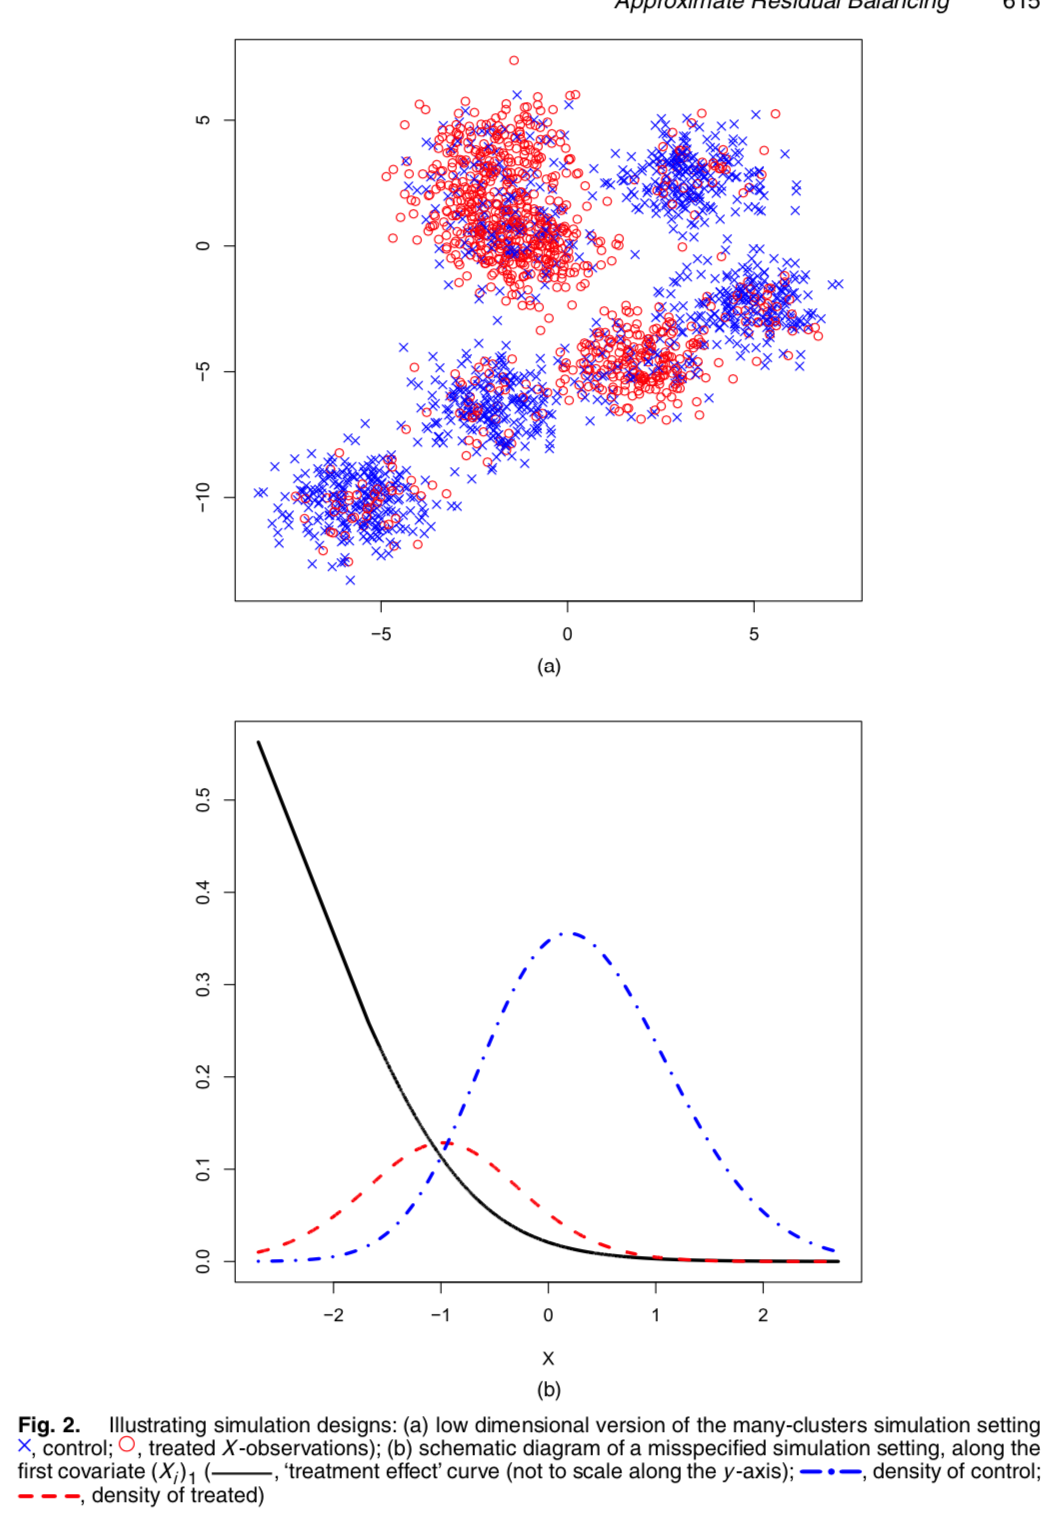 Approximate Residual Balancing 615
5
0
−5
−10
−5 0 5
(a)
0.5
0.4
0.3
0.2
0.1
0.0
−2 −1 0 1 2
X
(b)
Fig. 2. Illustrating simulation designs: (a) low dimensional version of the many-clusters simulation setting
×, control; ○, treated X-observations); (b) schematic diagram of a misspecified simulation setting, along the
first covariate (Xᵢ)₁ (———, ‘treatment effect’ curve (not to scale along the y-axis); — • —, density of control;
– – –, density of treated)